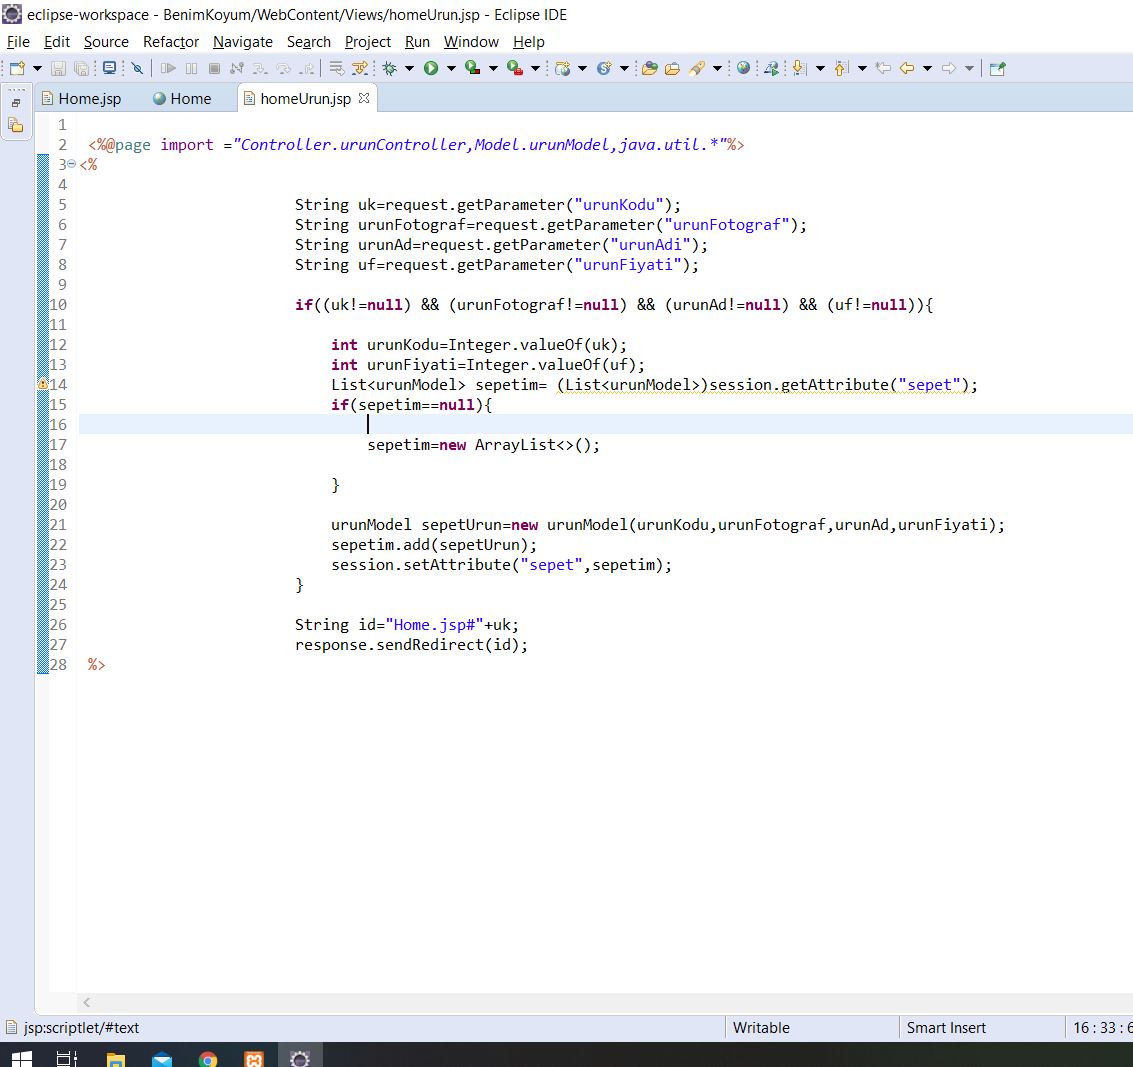 eclipse-workspace - BenimKoyum/WebContent/Views/homeUrun.jsp - Eclipse IDE
File Edit Source Refactor Navigate Search Project Run Window Help
Home.jsp Home homeUrun.jsp
1
2 <%@page import ="Controller.urunController,Model.urunModel,java.util.*"%>
3 <%
4
5 String uk=request.getParameter("urunKodu");
6 String urunFotograf=request.getParameter("urunFotograf");
7 String urunAd=request.getParameter("urunAdi");
8 String uf=request.getParameter("urunFiyati");
9
10 if((uk!=null) && (urunFotograf!=null) && (urunAd!=null) && (uf!=null)){
11
12 int urunKodu=Integer.valueOf(uk);
13 int urunFiyati=Integer.valueOf(uf);
14 List<urunModel> sepetim= (List<urunModel>)session.getAttribute("sepet");
15 if(sepetim==null){
16
17 sepetim=new ArrayList<>();
18
19 }
20
21 urunModel sepetUrun=new urunModel(urunKodu,urunFotograf,urunAd,urunFiyati);
22 sepetim.add(sepetUrun);
23 session.setAttribute("sepet",sepetim);
24 }
25
26 String id="Home.jsp#"+uk;
27 response.sendRedirect(id);
28 %>
jsp:scriptlet/#text Writable Smart Insert 16 : 33 : 6